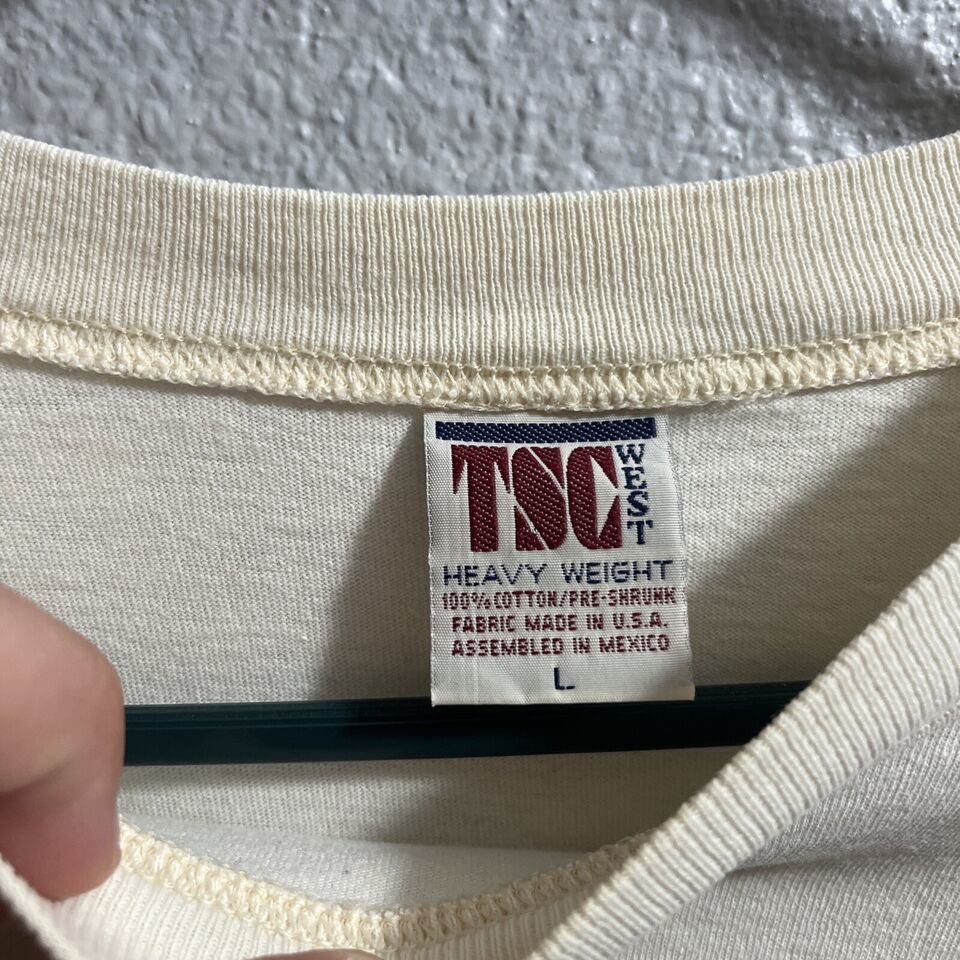 TSC WEST
HEAVY WEIGHT
100% COTTON/PRE-SHRUNK
FABRIC MADE IN U.S.A.
ASSEMBLED IN MEXICO
L